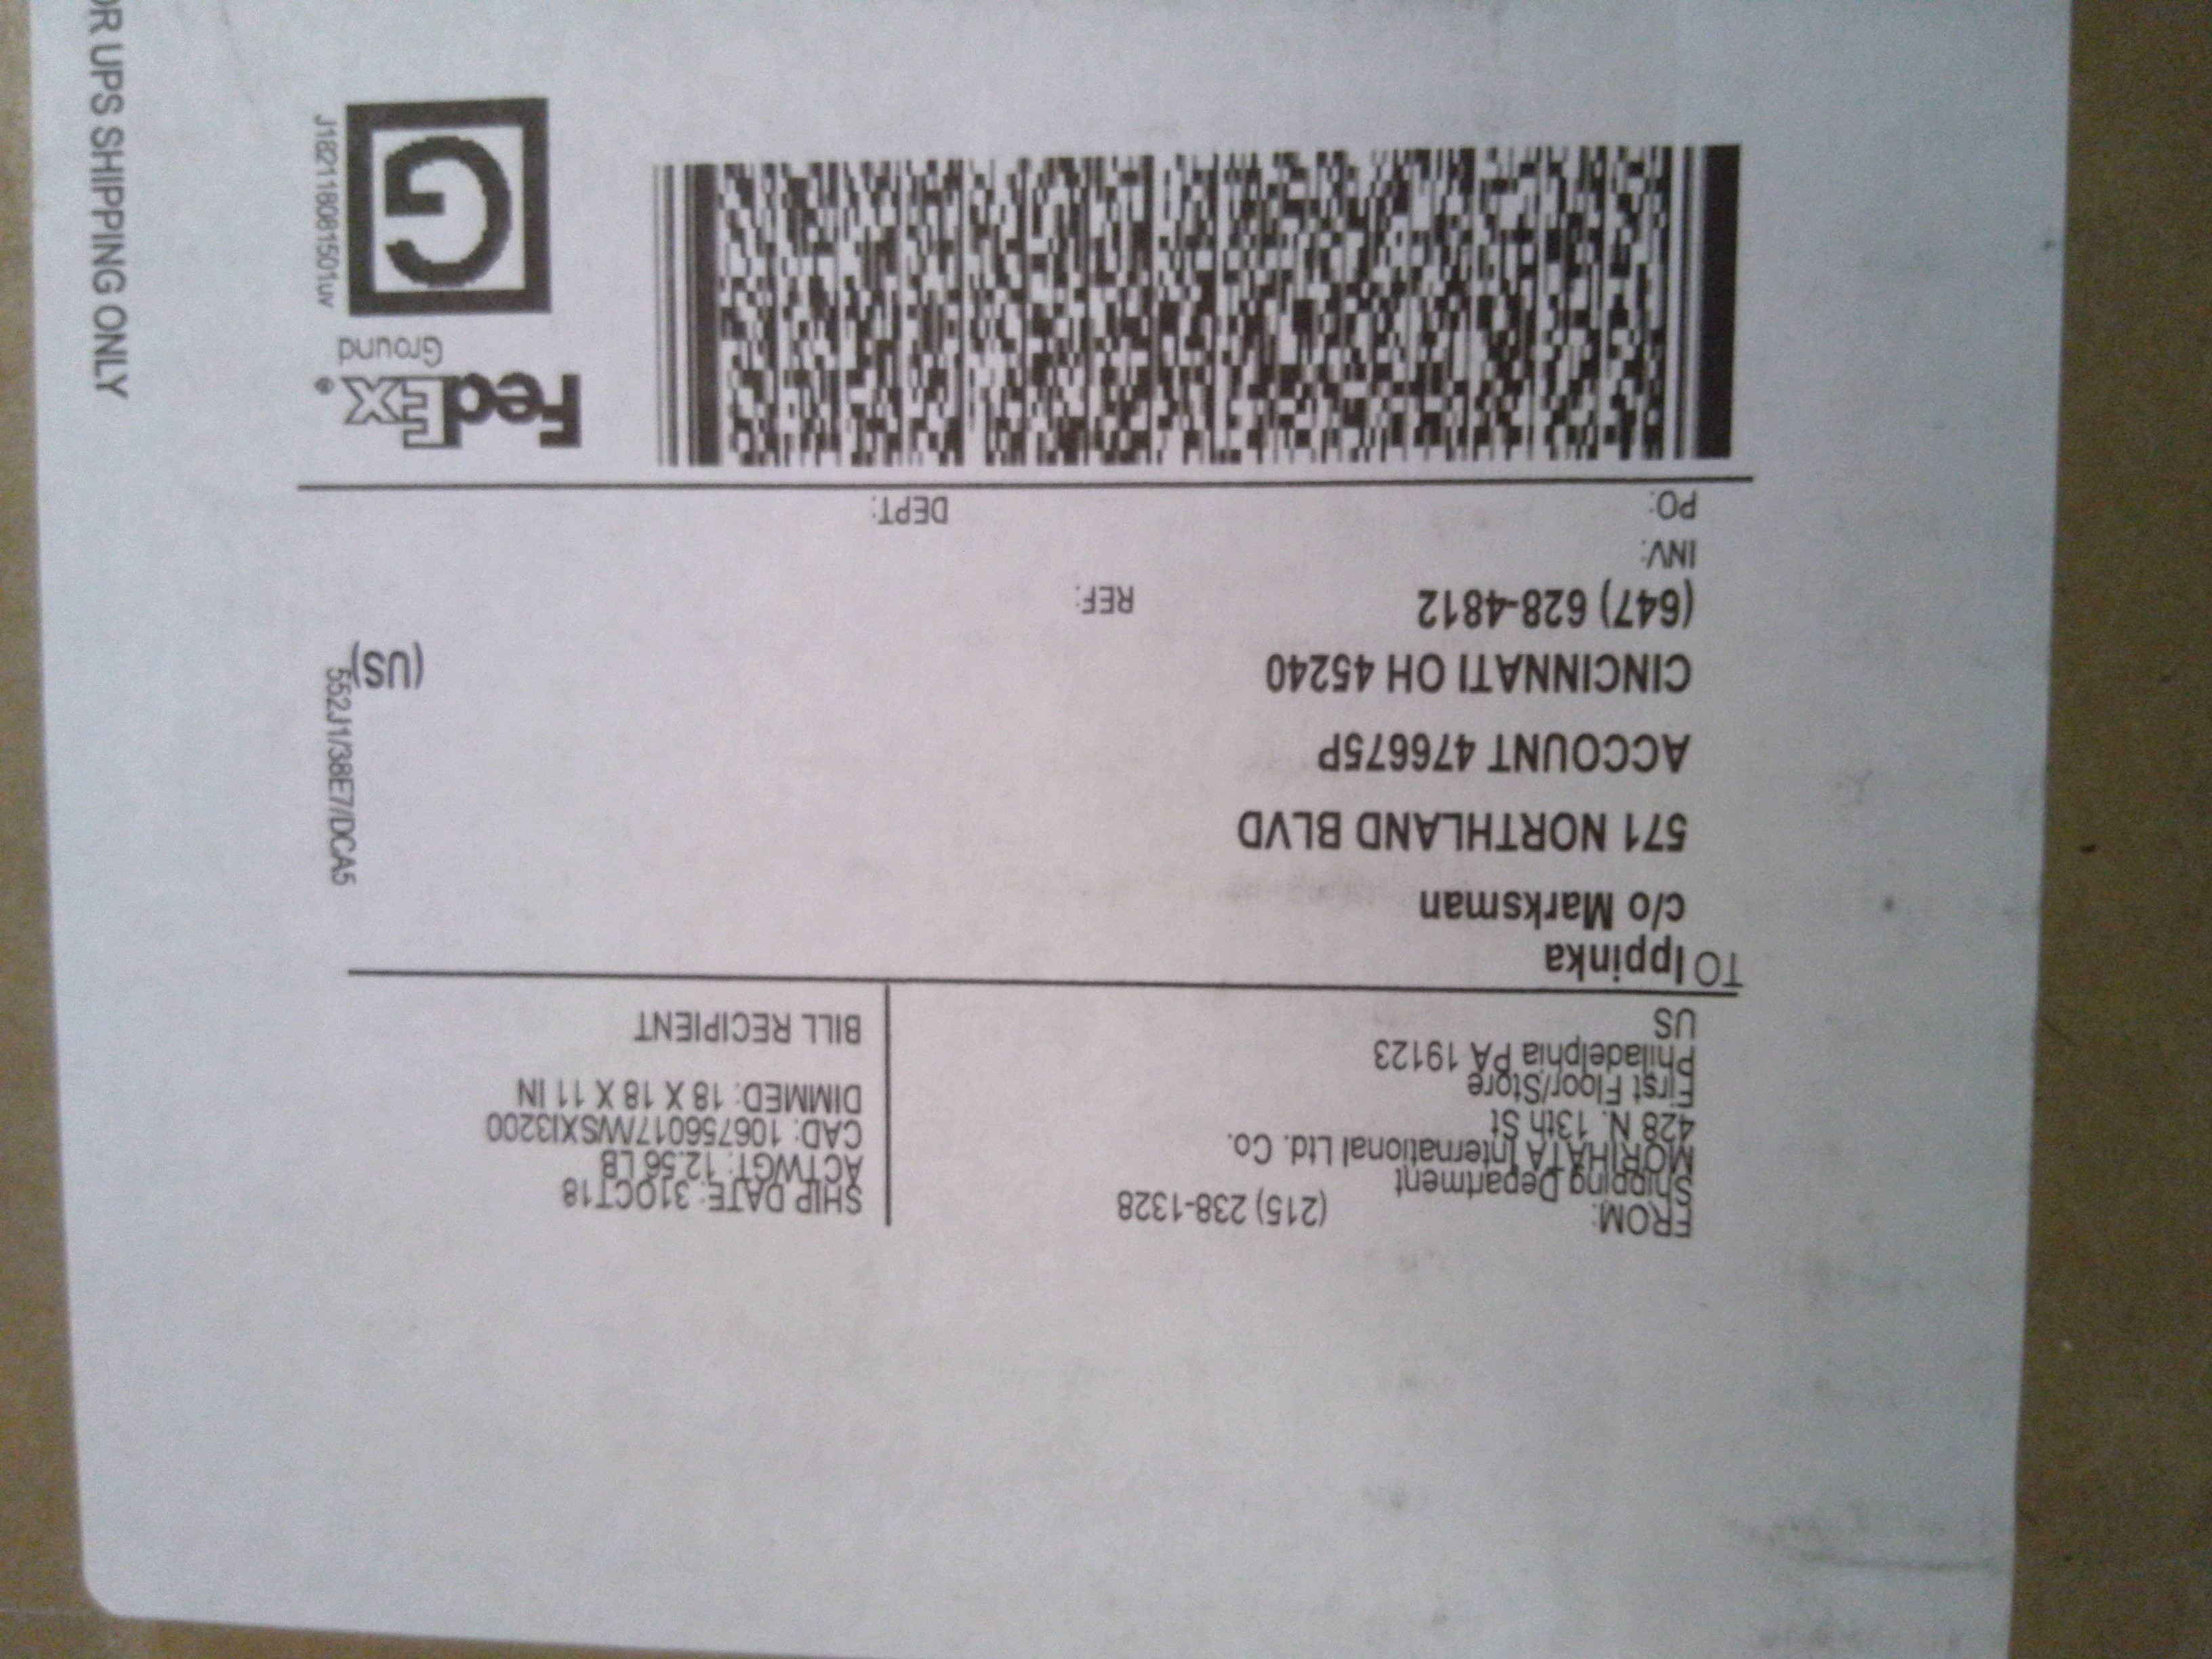 FROM: (215) 238-1328
Shipping Department
MORIHATA International Ltd. Co.
428 N. 13th St
First Floor/Store
Philadelphia PA 19123
US
SHIP DATE: 31OCT18
ACTWGT: 12.56 LB
CAD: 106756017/WSXI3200
DIMMED: 18 X 18 X 11 IN
BILL RECIPIENT
TO Ippinka
c/o Marksman
571 NORTHLAND BLVD
ACCOUNT 476675P
CINCINNATI OH 45240
(US)
(647) 628-4812
REF:
INV:
PO: DEPT:
552J1/38E7/DCA5
FedEx®
Ground
G
J182118081501uv
OR UPS SHIPPING ONLY